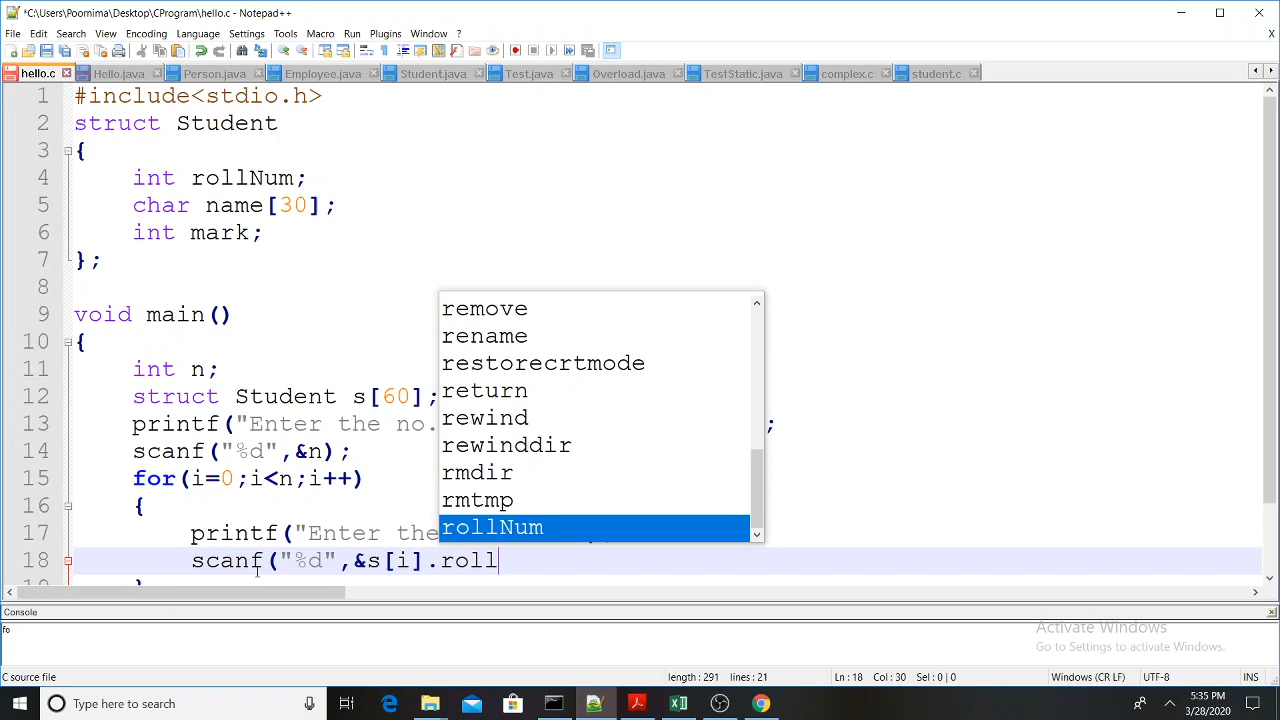 *C:\Users\Poornima\Desktop\CProgram\hello.c - Notepad++
File Edit Search View Encoding Language Settings Tools Macro Run Plugins Window ? X
hello.c Hello.java Person.java Employee.java Student.java Test.java Overload.java TestStatic.java complex.c student.c
1 #include<stdio.h>
2 struct Student
3 {
4 int rollNum;
5 char name[30];
6 int mark;
7 };
8
9 void main()
10 {
11 int n;
12 struct Student s[60];
13 printf("Enter the no. ;
14 scanf("%d",&n);
15 for(i=0;i<n;i++)
16 {
17 printf("Enter the
18 scanf("%d",&s[i].roll
remove
rename
restorecrtmode
return
rewind
rewinddir
rmdir
rmtmp
rollNum
Console
fo
Activate Windows
Go to Settings to activate Windows.
C source file length : 291 lines : 21 Ln : 18 Col : 30 Sel : 0 | 0 Windows (CR LF) UTF-8 INS
Type here to search
5:35 PM
3/28/2020